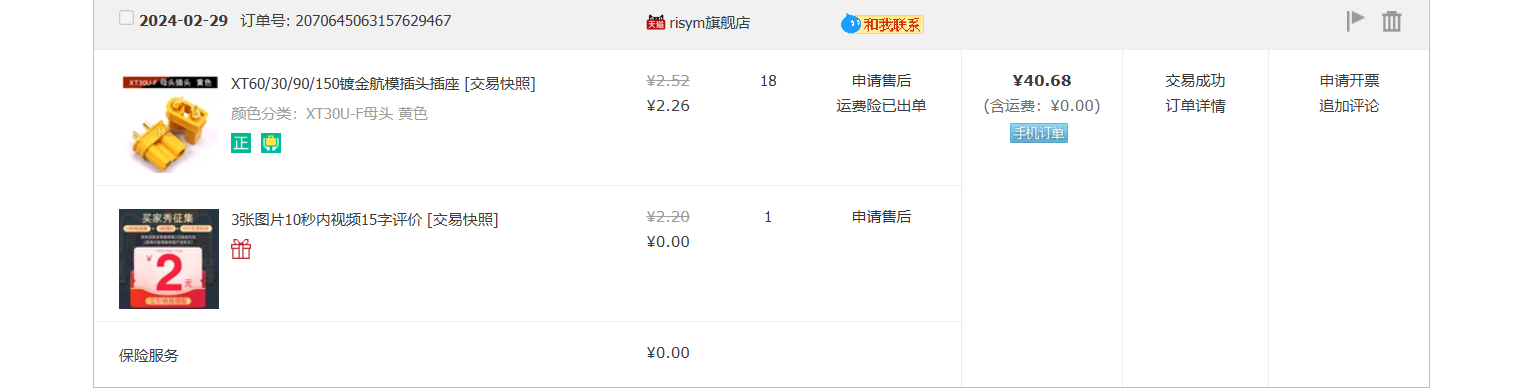 2024-02-29 订单号: 2070645063157629467 天猫 risym旗舰店 和我联系
XT30U-F 母头插头 黄色
XT60/30/90/150镀金航模插头插座 [交易快照]
颜色分类：XT30U-F母头 黄色
正
¥2.52
¥2.26
18
申请售后
运费险已出单
¥40.68
(含运费：¥0.00)
手机订单
交易成功
订单详情
申请开票
追加评论
买家秀征集
¥2元
3张图片10秒内视频15字评价 [交易快照]
¥2.20
¥0.00
1
申请售后
保险服务 ¥0.00